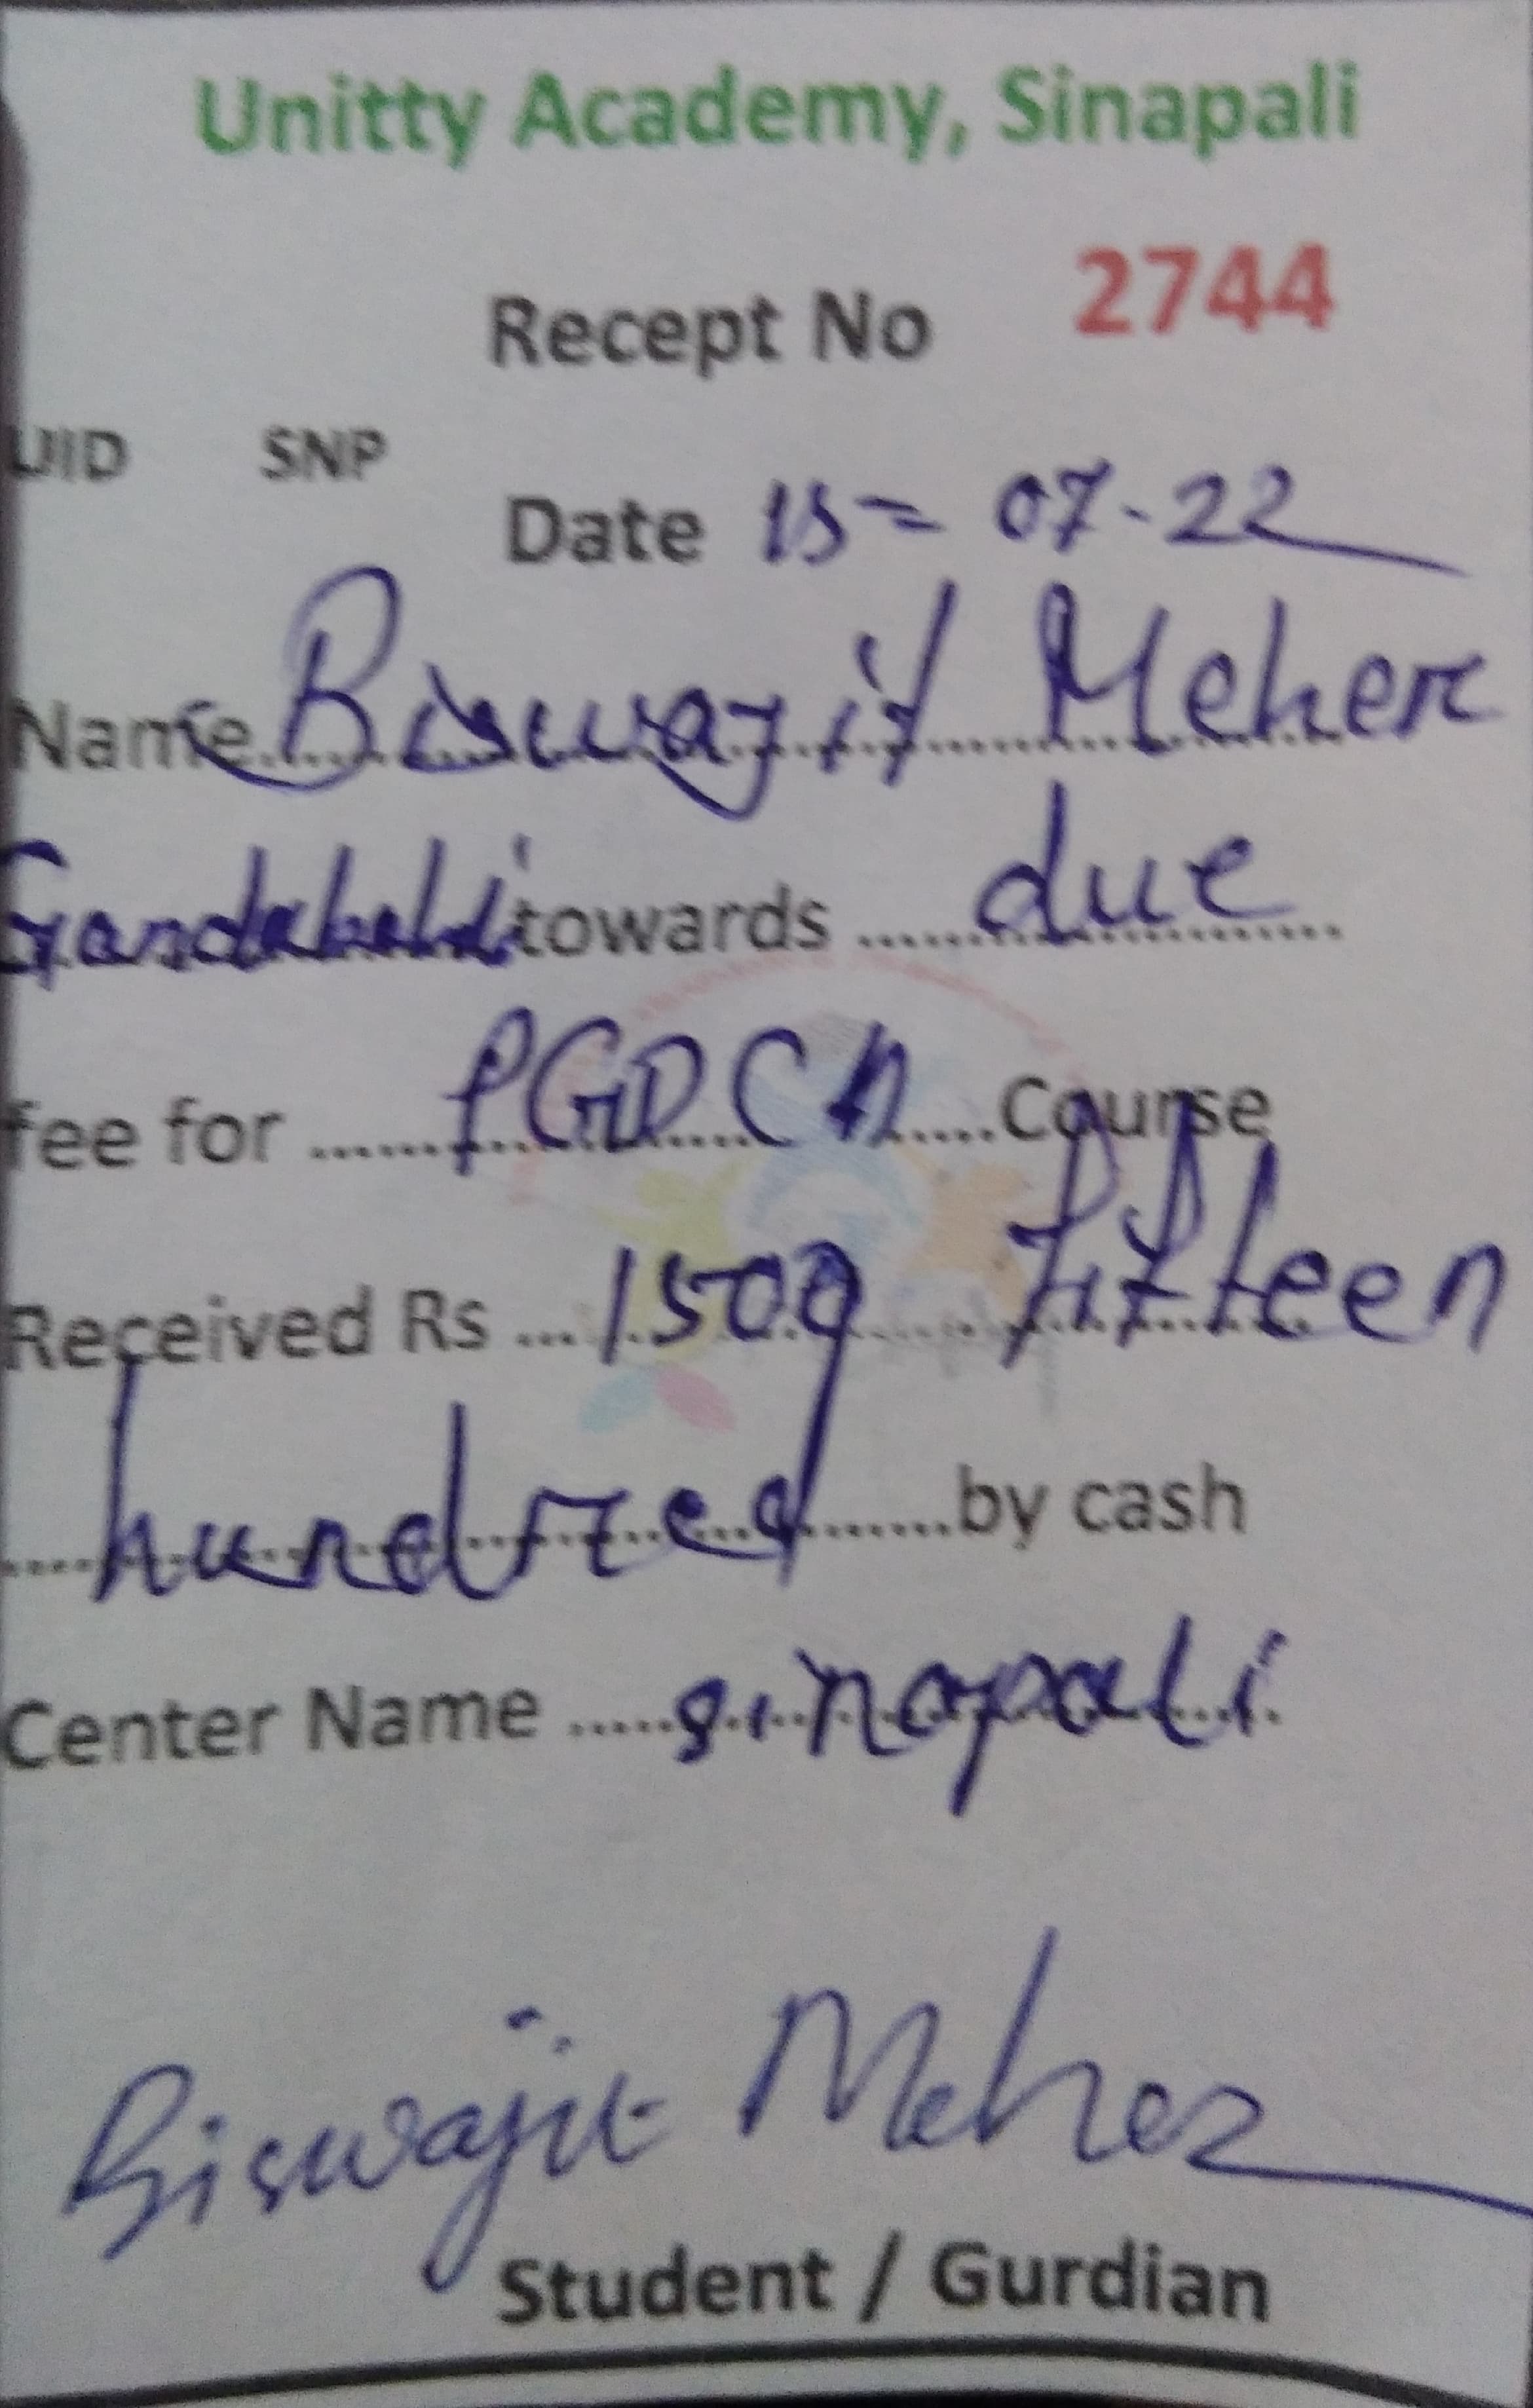 Unitty Academy, Sinapali
Recept No 2744
UID SNP
Date 15 = 07-22
Name Biswajit Meher
towards due
fee for PGDCA Course
Received Rs 1500 fifteen
hundred by cash
Center Name sinapali
Biswajit Meher
Student / Gurdian